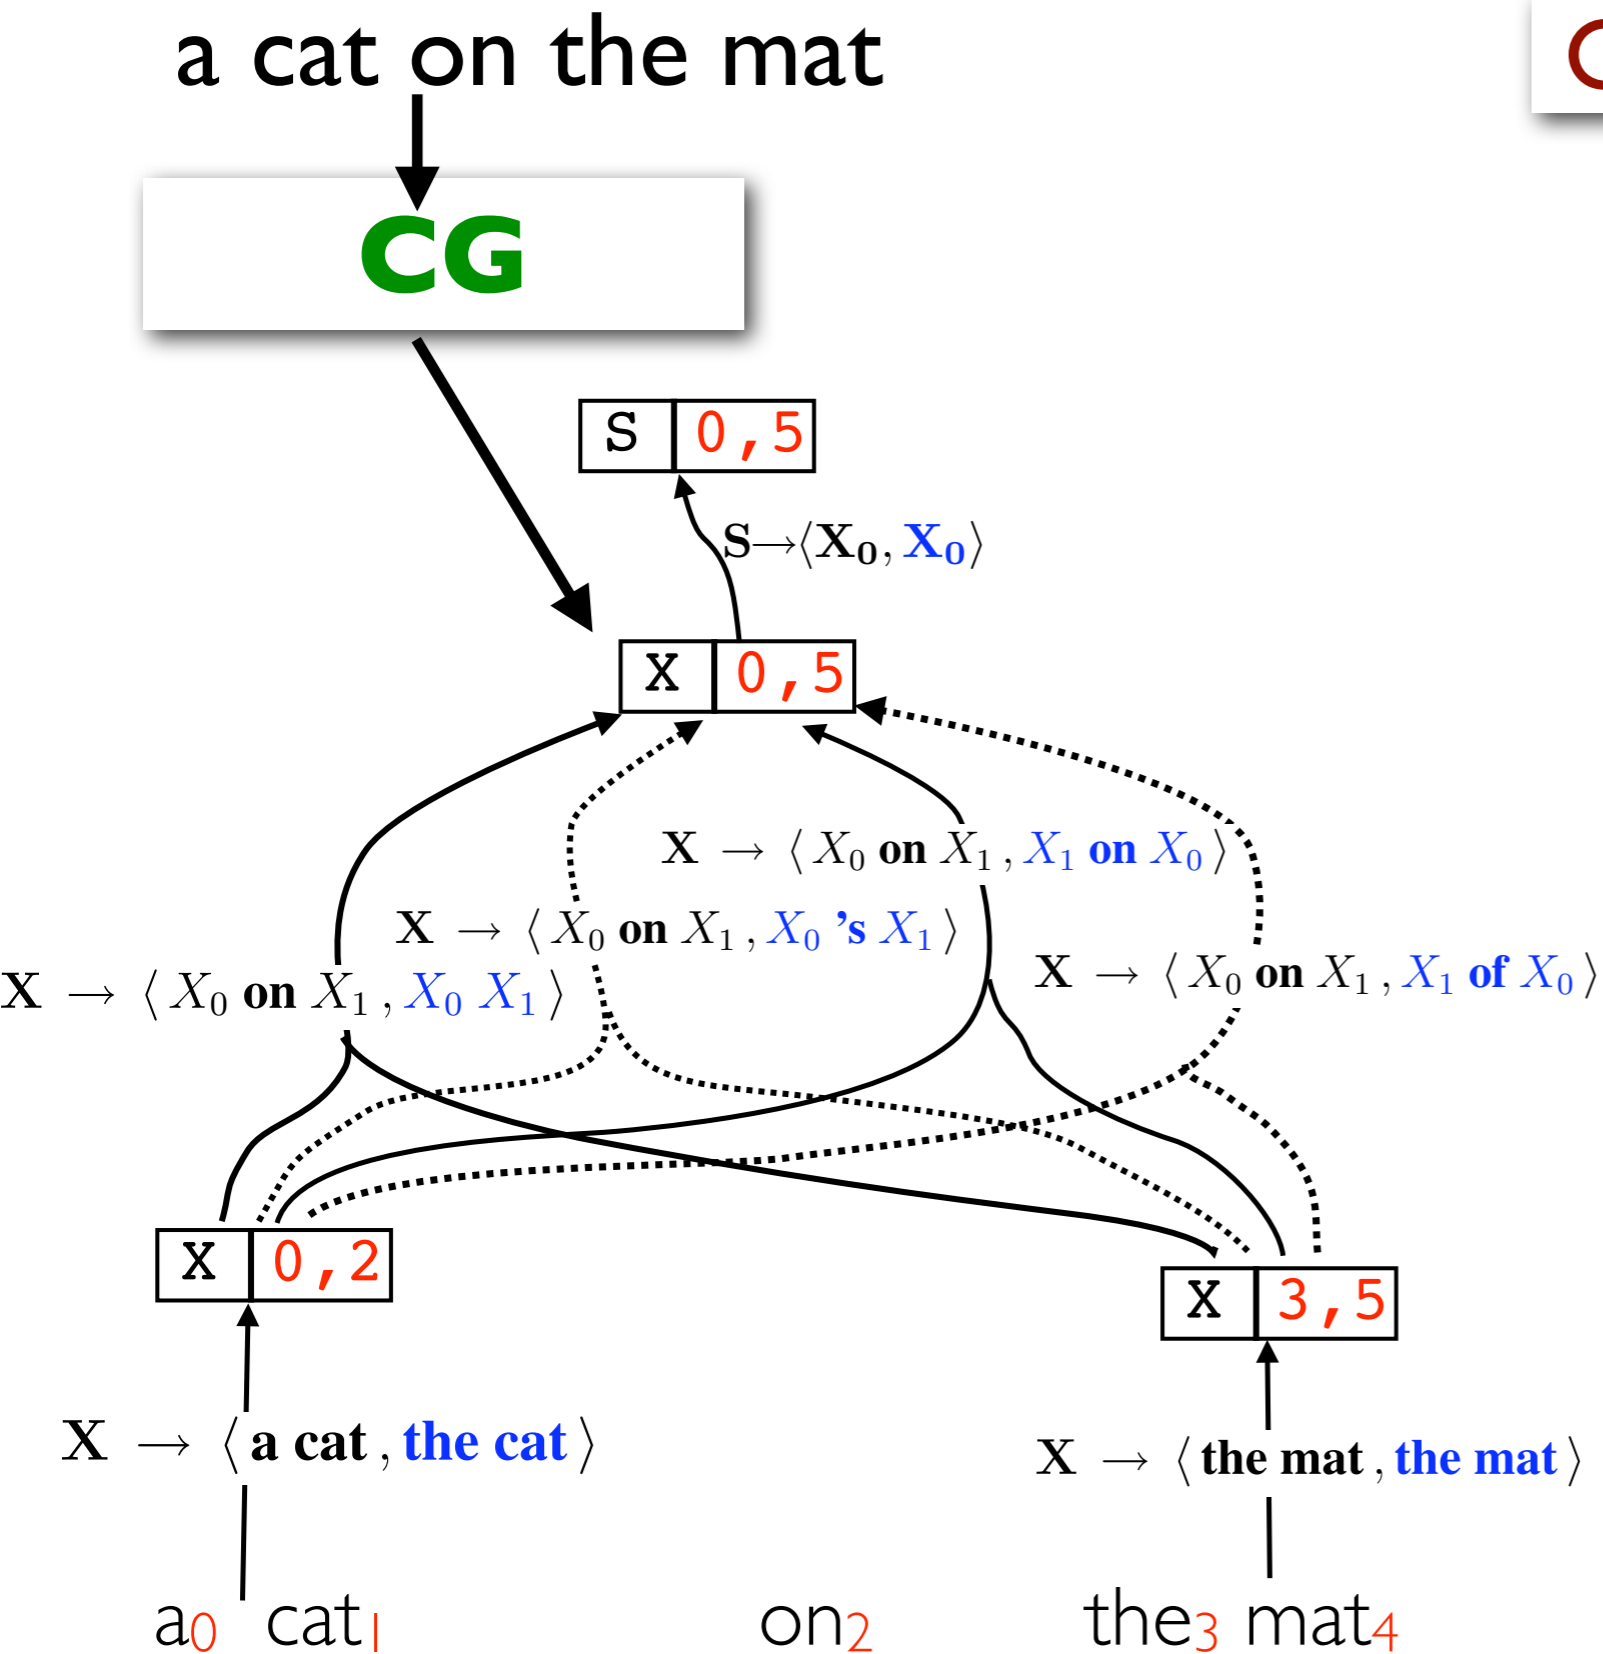 a cat on the mat
CG
S 0,5
S→⟨X₀, X₀⟩
X 0,5
X → ⟨ X₀ on X₁ , X₁ on X₀ ⟩
X → ⟨ X₀ on X₁ , X₀ 's X₁ ⟩
X → ⟨ X₀ on X₁ , X₁ of X₀ ⟩
X → ⟨ X₀ on X₁ , X₀ X₁ ⟩
X 0,2
X 3,5
X → ⟨ a cat , the cat ⟩
X → ⟨ the mat , the mat ⟩
a₀ cat₁ on₂ the₃ mat₄